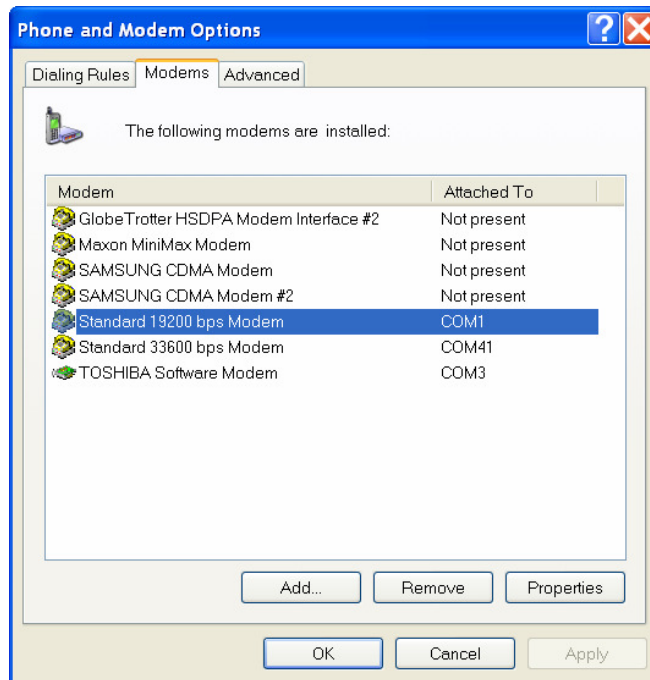 Phone and Modem Options
Dialing Rules Modems Advanced
The following modems are installed:
Modem Attached To
GlobeTrotter HSDPA Modem Interface #2 Not present
Maxon MiniMax Modem Not present
SAMSUNG CDMA Modem Not present
SAMSUNG CDMA Modem #2 Not present
Standard 19200 bps Modem COM1
Standard 33600 bps Modem COM41
TOSHIBA Software Modem COM3
Add... Remove Properties
OK Cancel Apply